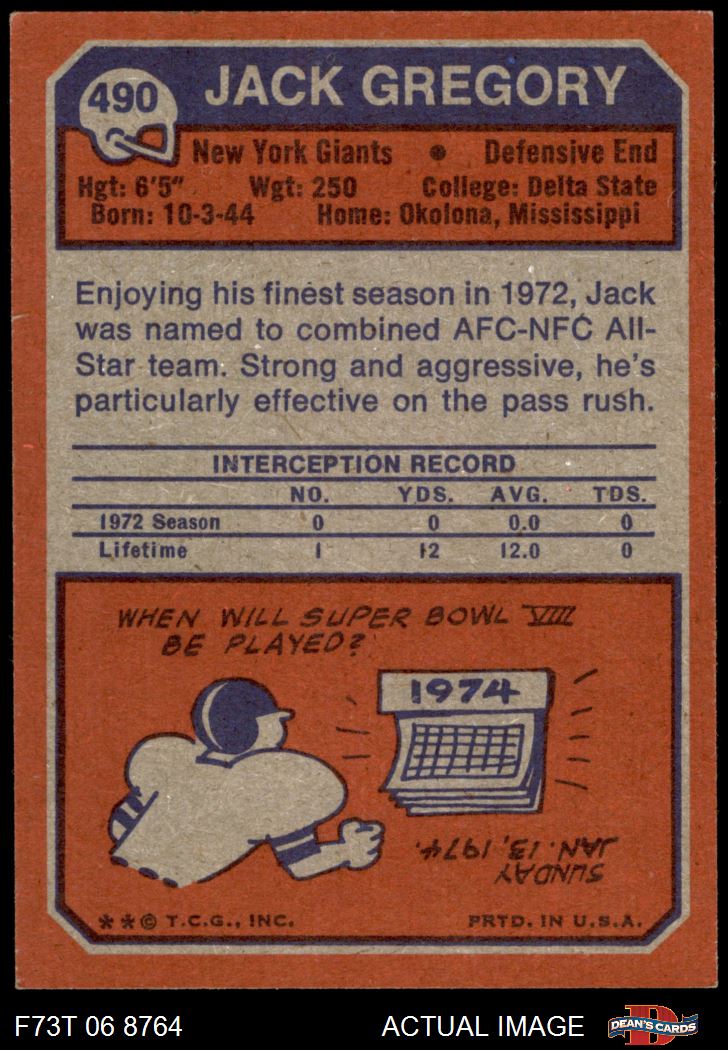 490
JACK GREGORY
New York Giants • Defensive End
Hgt: 6'5" Wgt: 250 College: Delta State
Born: 10-3-44 Home: Okolona, Mississippi
Enjoying his finest season in 1972, Jack
was named to combined AFC-NFC All-
Star team. Strong and aggressive, he's
particularly effective on the pass rush.
INTERCEPTION RECORD
NO. YDS. AVG. TDS.
1972 Season 0 0 0.0 0
Lifetime 1 12 12.0 0
WHEN WILL SUPER BOWL VIII
BE PLAYED?
1974
SUNDAY
JAN. 13, 1974.
**© T.C.G., INC. PRTD. IN U.S.A.
F73T 06 8764 ACTUAL IMAGE D DEAN'S CARDS